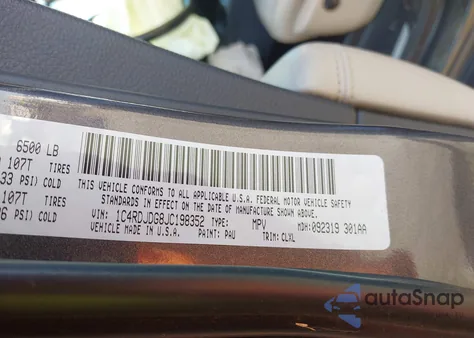 6500 LB
107T TIRES
33 PSI) COLD
107T TIRES
36 PSI) COLD
THIS VEHICLE CONFORMS TO ALL APPLICABLE U.S.A. FEDERAL MOTOR VEHICLE SAFETY
STANDARDS IN EFFECT ON THE DATE OF MANUFACTURE SHOWN ABOVE.
VIN: 1C4RDJDG8JC198352 TYPE: MPV MDH: 092319 301AA
VEHICLE MADE IN U.S.A. PAINT: PAU TRIM: CLXL
autoSnap